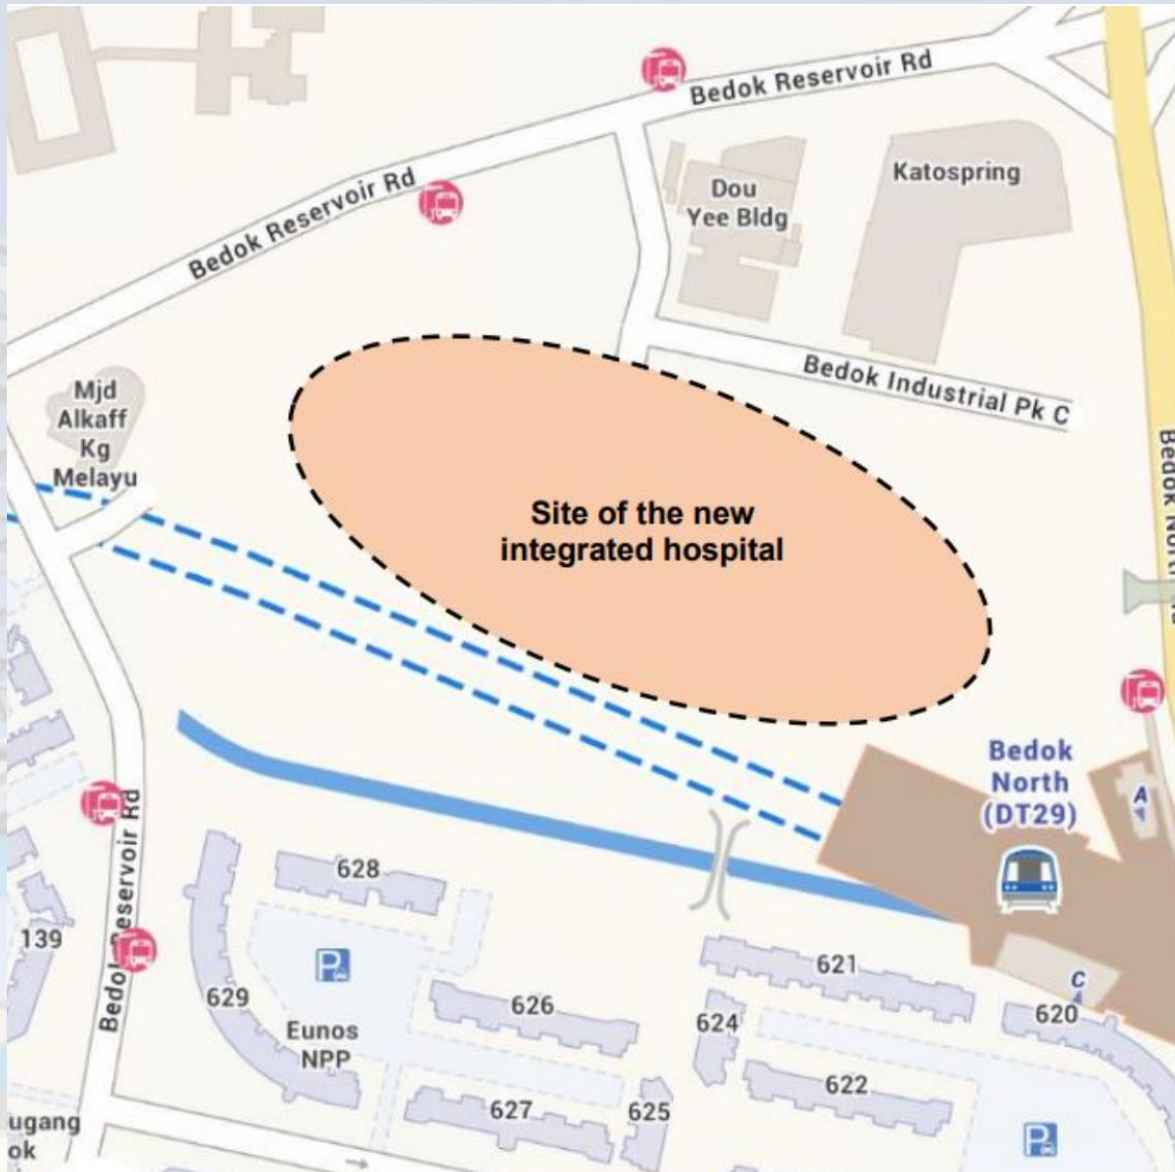 Bedok Reservoir Rd
Katospring
Dou
Yee Bldg
Bedok Reservoir Rd
Bedok Industrial Pk C
Mjd
Alkaff
Kg
Melayu
Site of the new
integrated hospital
Bedok North
Bedok
North
(DT29)
A
Bedok Reservoir Rd
628
139
P
621
C
629
626
624
620
Eunos
NPP
622
627
625
ugang
ok
P